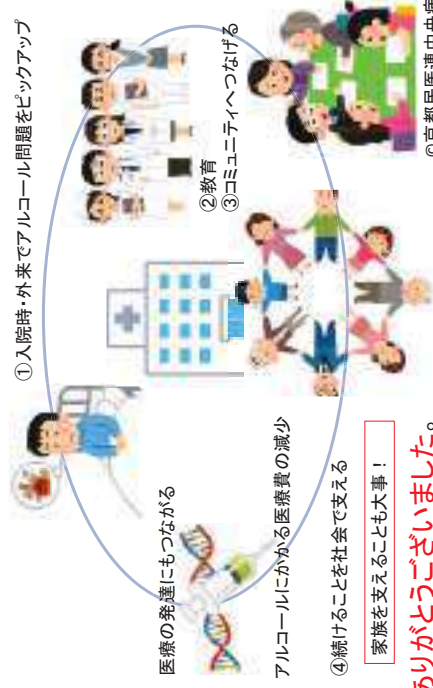 ①入院時・外来でアルコール問題をピックアップ
②教育
③コミュニティへつなげる
医療の発達にもつながる
アルコールにかかる医療費の減少
④続けることを社会で支える
家族を支えることも大事!
ありがとうございました。
©京都民医連中央病